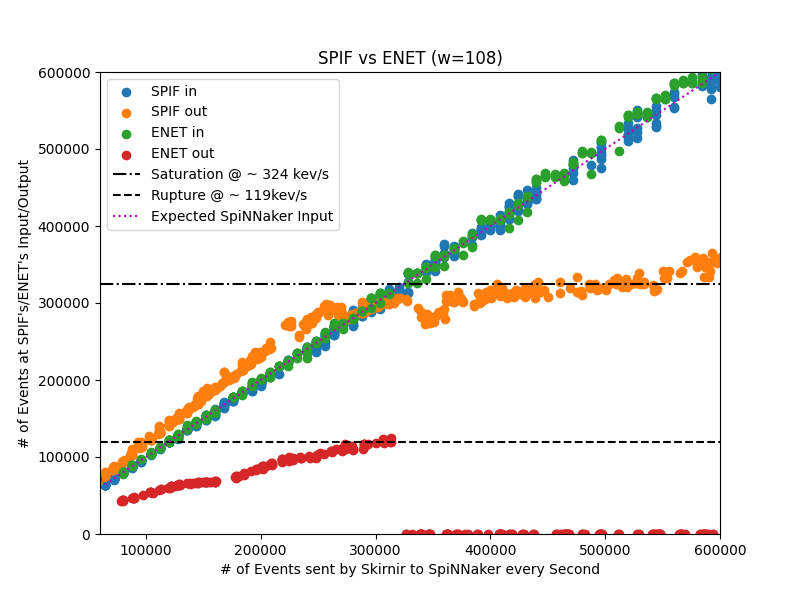 SPIF vs ENET (w=108)
600000
500000
400000
300000
200000
100000
0
# of Events at SPIF's/ENET's Input/Output
SPIF in
SPIF out
ENET in
ENET out
Saturation @ ~ 324 kev/s
Rupture @ ~ 119kev/s
Expected SpiNNaker Input
100000 200000 300000 400000 500000 600000
# of Events sent by Skirnir to SpiNNaker every Second